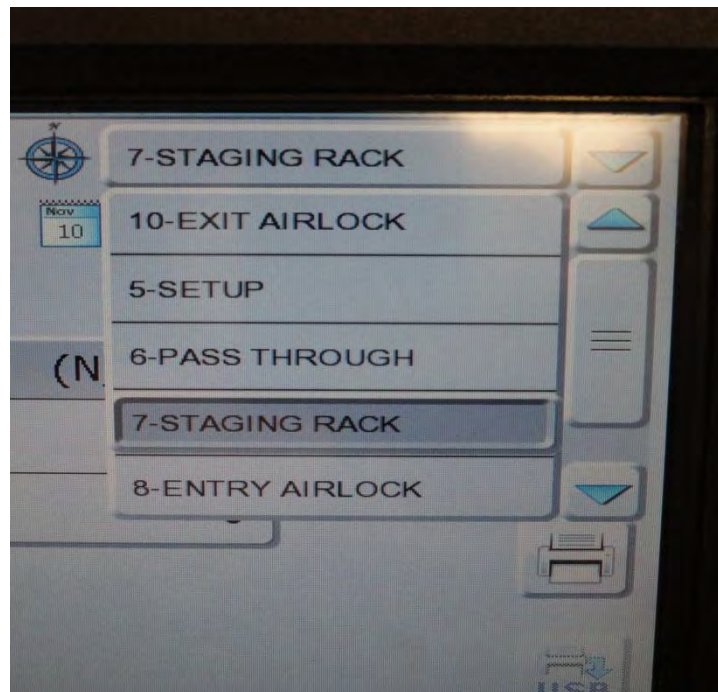 N
7-STAGING RACK
Nov
10
10-EXIT AIRLOCK
5-SETUP
6-PASS THROUGH
(N
7-STAGING RACK
8-ENTRY AIRLOCK
USB